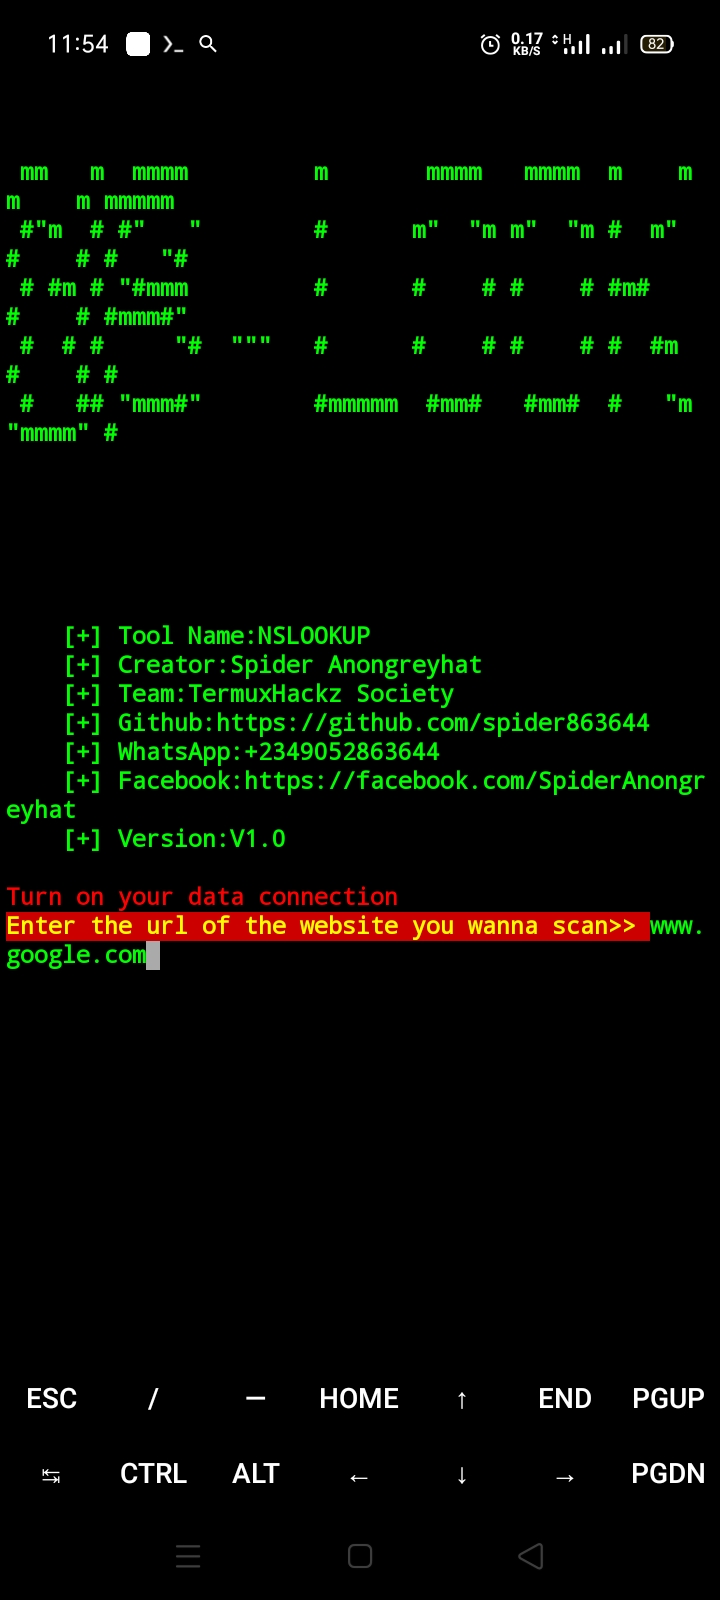 11:54
0.17
KB/S
H
82
 mm   m  mmmm         m       mmmm   mmmm  m    m
m    m mmmmm
 #"m  # #"   "        #      m"  "m m"  "m #  m"
#    # #   "#
 # #m # "#mmm         #      #    # #    # #m#
#    # #mmm#"
 #  # #     "#  """   #      #    # #    # #  #m
#    # #
 #   ## "mmm#"        #mmmmm  #mm#   #mm#  #   "m
"mmmm" #
[+] Tool Name:NSLOOKUP
[+] Creator:Spider Anongreyhat
[+] Team:TermuxHackz Society
[+] Github:https://github.com/spider863644
[+] WhatsApp:+2349052863644
[+] Facebook:https://facebook.com/SpiderAnongr
eyhat
[+] Version:V1.0
Turn on your data connection
Enter the url of the website you wanna scan>> www.
google.com
ESC / — HOME ↑ END PGUP
↹ CTRL ALT ← ↓ → PGDN